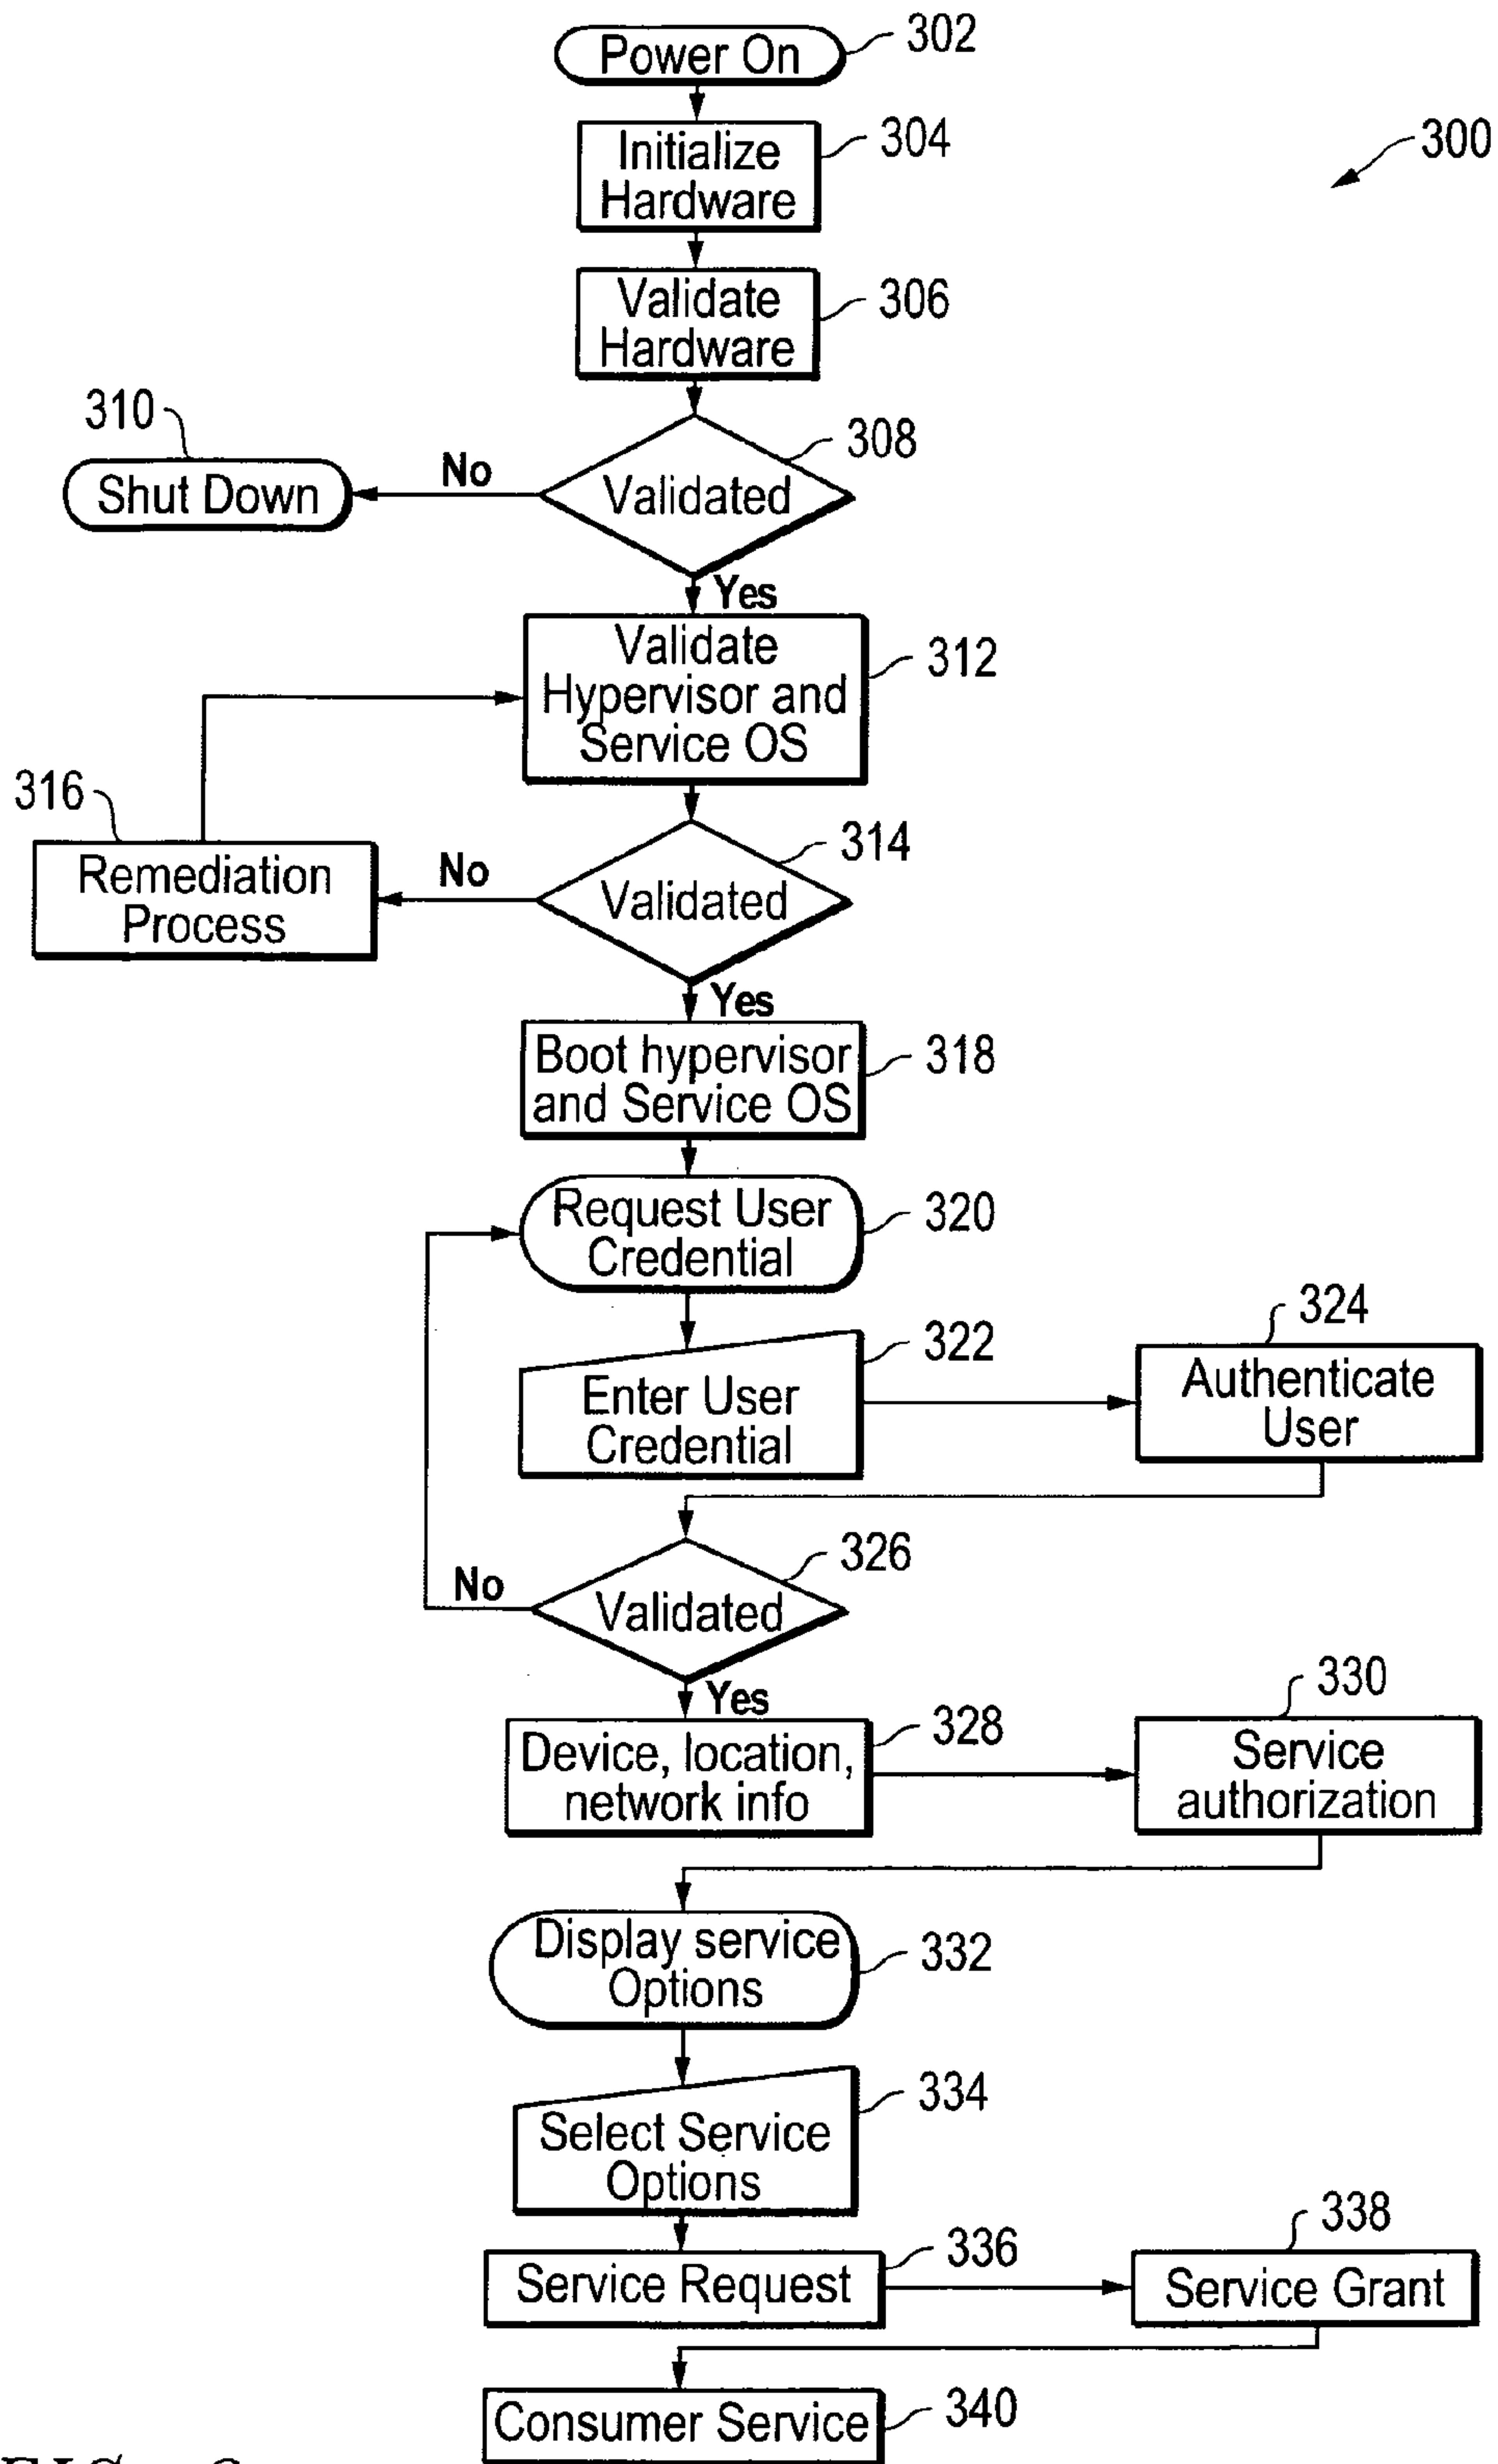 Power On
302
Initialize
Hardware
304
300
Validate
Hardware
306
310
Shut Down
No
Validated
308
Yes
Validate
Hypervisor and
Service OS
312
316
Remediation
Process
No
Validated
314
Yes
Boot hypervisor
and Service OS
318
Request User
Credential
320
Enter User
Credential
322
324
Authenticate
User
No
Validated
326
Yes
Device, location,
network info
328
330
Service
authorization
Display service
Options
332
Select Service
Options
334
Service Request
336
338
Service Grant
Consumer Service
340